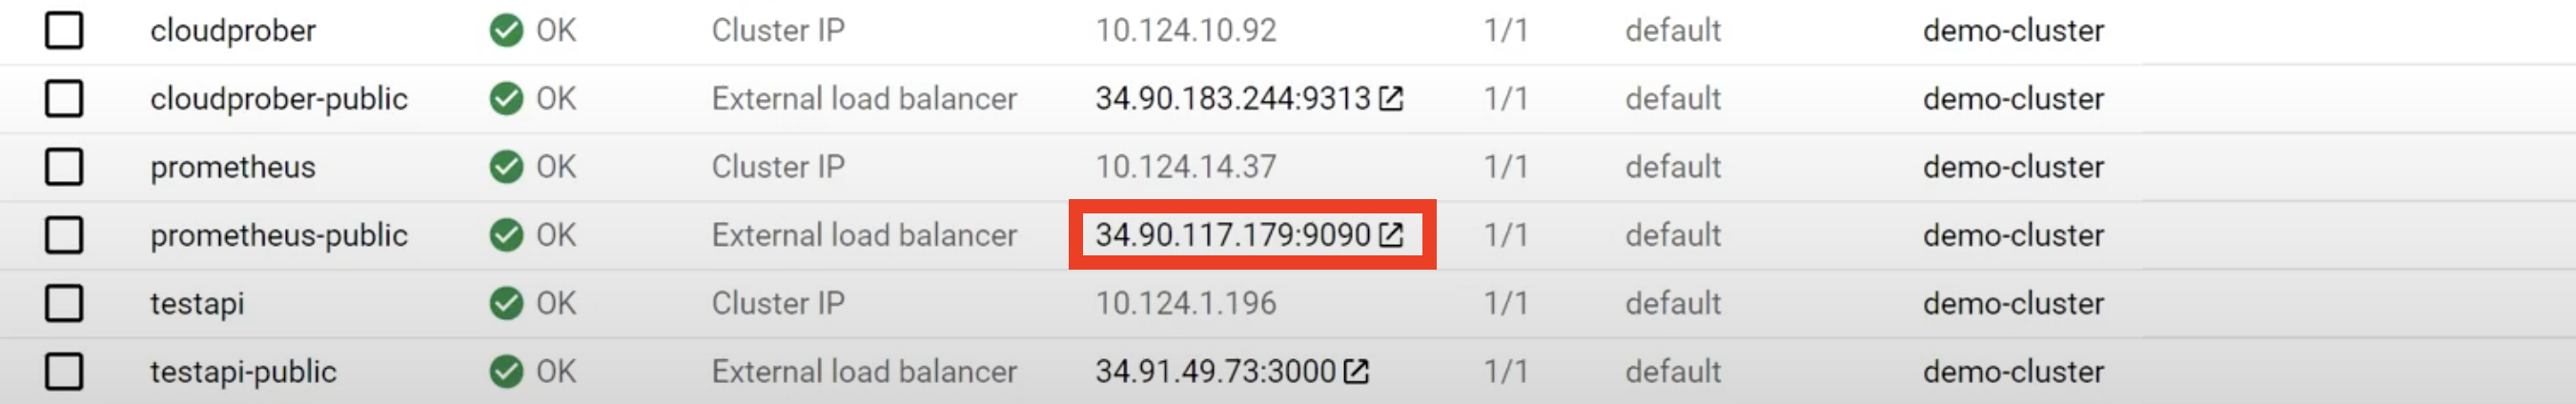 cloudprober OK Cluster IP 10.124.10.92 1/1 default demo-cluster
cloudprober-public OK External load balancer 34.90.183.244:9313 1/1 default demo-cluster
prometheus OK Cluster IP 10.124.14.37 1/1 default demo-cluster
prometheus-public OK External load balancer 34.90.117.179:9090 1/1 default demo-cluster
testapi OK Cluster IP 10.124.1.196 1/1 default demo-cluster
testapi-public OK External load balancer 34.91.49.73:3000 1/1 default demo-cluster